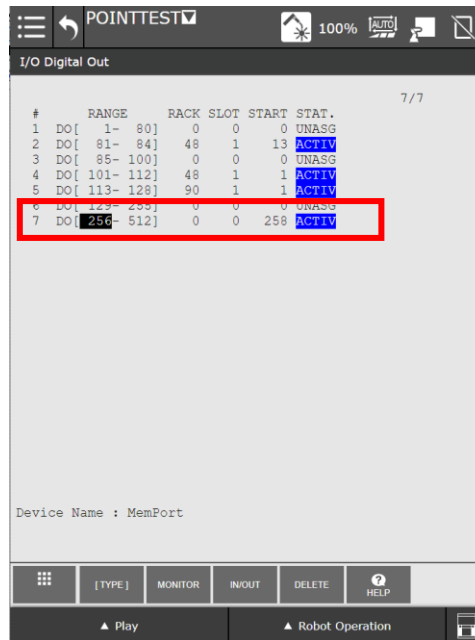 POINTTEST
100% AUTO
I/O Digital Out
7/7
# RANGE RACK SLOT START STAT.
1 DO[ 1- 80] 0 0 0 UNASG
2 DO[ 81- 84] 48 1 13 ACTIV
3 DO[ 85- 100] 0 0 0 UNASG
4 DO[ 101- 112] 48 1 1 ACTIV
5 DO[ 113- 128] 90 1 1 ACTIV
6 DO[ 129- 255] 0 0 0 UNASG
7 DO[ 256- 512] 0 0 258 ACTIV
Device Name : MemPort
[TYPE] MONITOR IN/OUT DELETE ? HELP
▲ Play ▲ Robot Operation